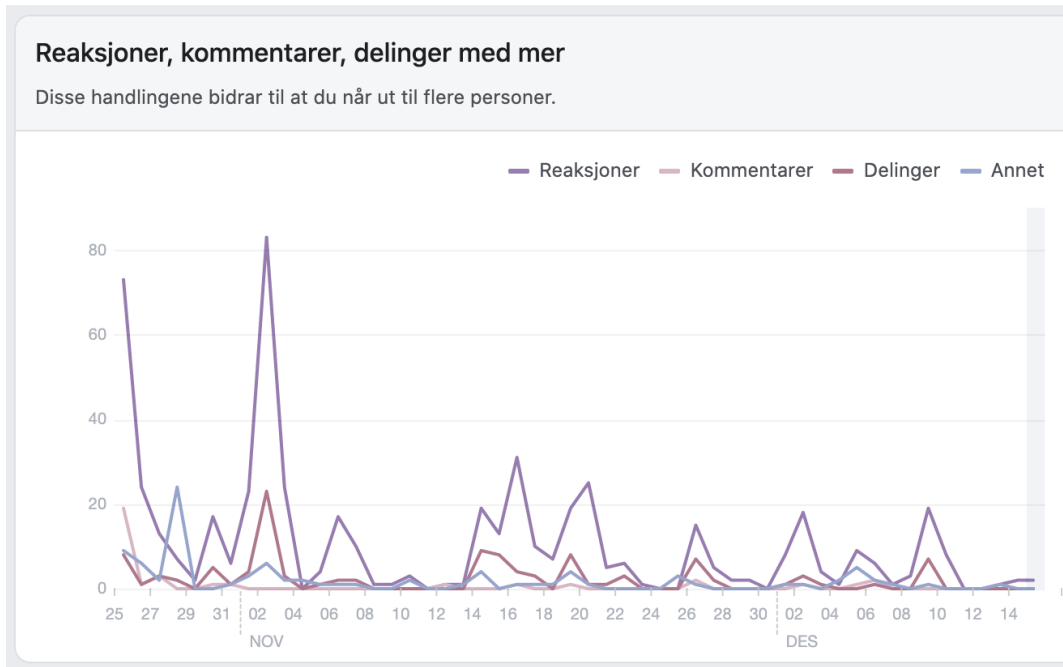 Reaksjoner, kommentarer, delinger med mer
Disse handlingene bidrar til at du når ut til flere personer.
Reaksjoner Kommentarer Delinger Annet
80
60
40
20
0
25 27 29 31 02 04 06 08 10 12 14 16 18 20 22 24 26 28 30 02 04 06 08 10 12 14
NOV DES